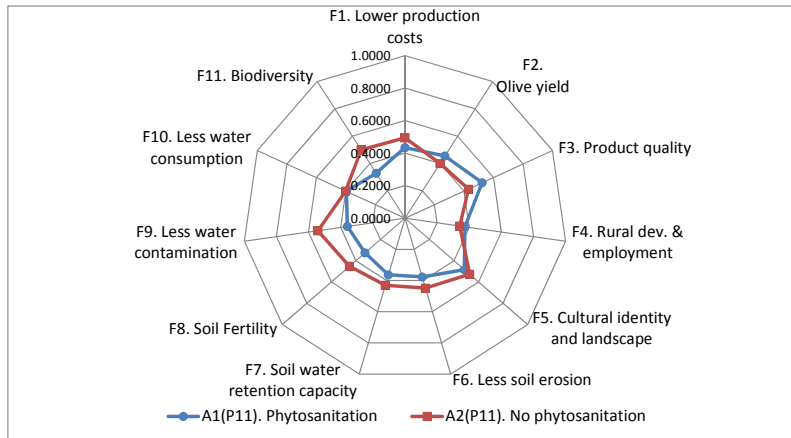 F1. Lower production
costs
F2.
Olive yield
F3. Product quality
F4. Rural dev. &
employment
F5. Cultural identity
and landscape
F6. Less soil erosion
F7. Soil water
retention capacity
F8. Soil Fertility
F9. Less water
contamination
F10. Less water
consumption
F11. Biodiversity
1.0000
0.8000
0.6000
0.4000
0.2000
0.0000
A1(P11). Phytosanitation
A2(P11). No phytosanitation